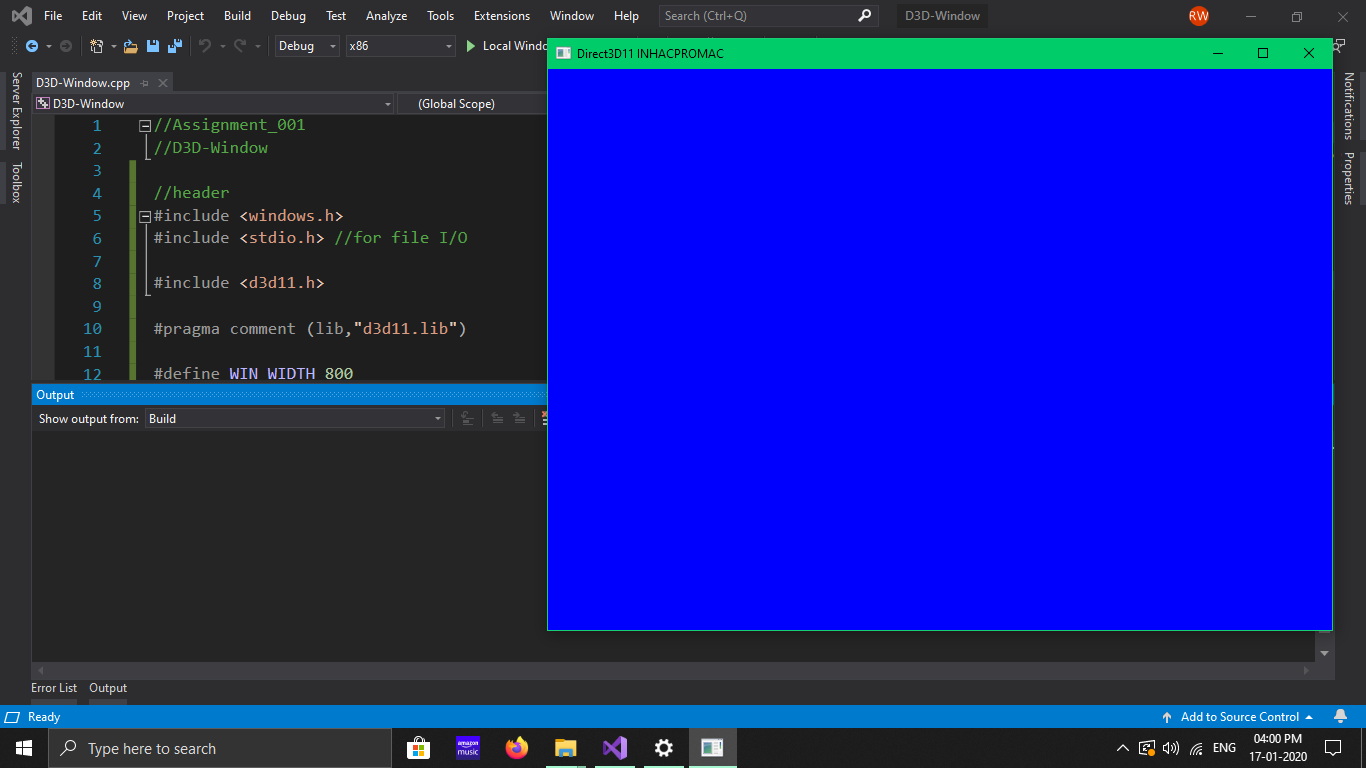 File Edit View Project Build Debug Test Analyze Tools Extensions Window Help Search (Ctrl+Q) D3D-Window RW
Debug x86 Local Windo
Direct3D11 INHACPROMAC
Server Explorer
Toolbox
D3D-Window.cpp
D3D-Window (Global Scope)
1 //Assignment_001
2 //D3D-Window
3
4 //header
5 #include <windows.h>
6 #include <stdio.h> //for file I/O
7
8 #include <d3d11.h>
9
10 #pragma comment (lib,"d3d11.lib")
11
12 #define WIN_WIDTH 800
Notifications
Properties
Output
Show output from: Build
Error List Output
Ready Add to Source Control
Type here to search
amazon music
ENG
04:00 PM
17-01-2020